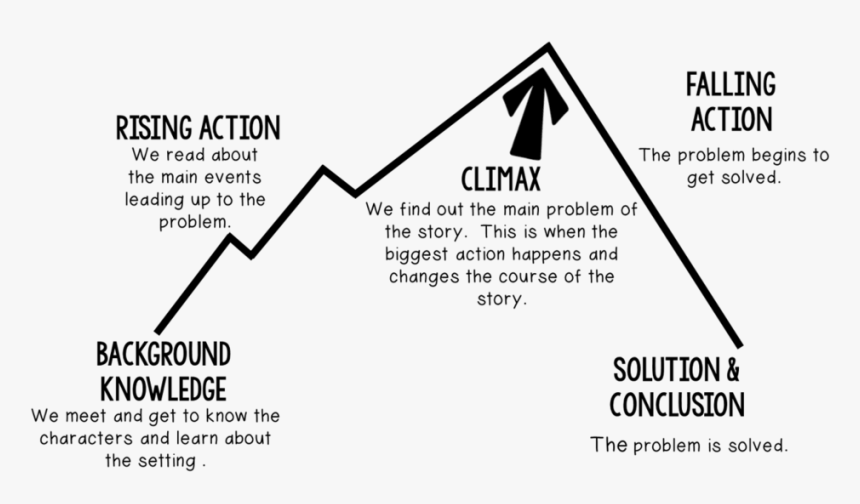 RISING ACTION
We read about
the main events
leading up to the
problem.
BACKGROUND
KNOWLEDGE
We meet and get to know the
characters and learn about
the setting .
CLIMAX
We find out the main problem of
the story. This is when the
biggest action happens and
changes the course of the
story.
FALLING
ACTION
The problem begins to
get solved.
SOLUTION &
CONCLUSION
The problem is solved.